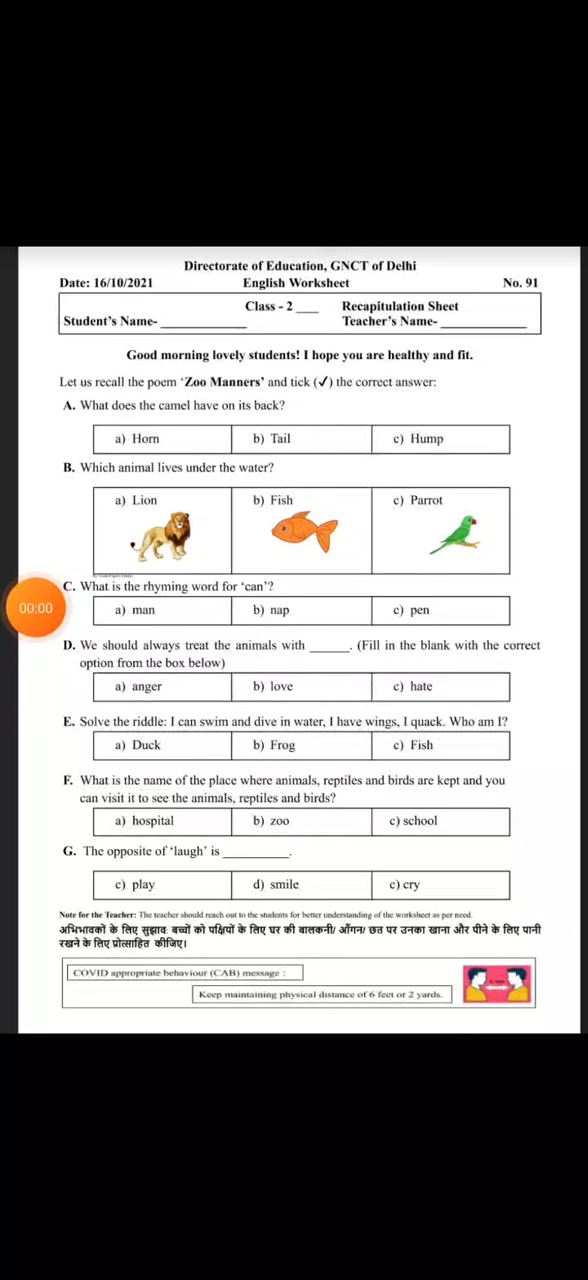 Directorate of Education, GNCT of Delhi
Date: 16/10/2021 English Worksheet No. 91
Class - 2 ____ Recapitulation Sheet
Student's Name- ____________ Teacher's Name- ____________
Good morning lovely students! I hope you are healthy and fit.
Let us recall the poem ‘Zoo Manners’ and tick (✓) the correct answer:
A. What does the camel have on its back?
a) Horn b) Tail c) Hump
B. Which animal lives under the water?
a) Lion b) Fish c) Parrot
C. What is the rhyming word for ‘can’?
00:00
a) man b) nap c) pen
D. We should always treat the animals with ______. (Fill in the blank with the correct
option from the box below)
a) anger b) love c) hate
E. Solve the riddle: I can swim and dive in water, I have wings, I quack. Who am I?
a) Duck b) Frog c) Fish
F. What is the name of the place where animals, reptiles and birds are kept and you
can visit it to see the animals, reptiles and birds?
a) hospital b) zoo c) school
G. The opposite of ‘laugh’ is __________.
c) play d) smile c) cry
Note for the Teacher: The teacher should reach out to the students for better understanding of the worksheet as per need.
अभिभावकों के लिए सुझाव: बच्चों को पक्षियों के लिए घर की बालकनी/ आँगन/ छत पर उनका खाना और पीने के लिए पानी
रखने के लिए प्रोत्साहित कीजिए।
COVID appropriate behaviour (CAB) message :
Keep maintaining physical distance of 6 feet or 2 yards.